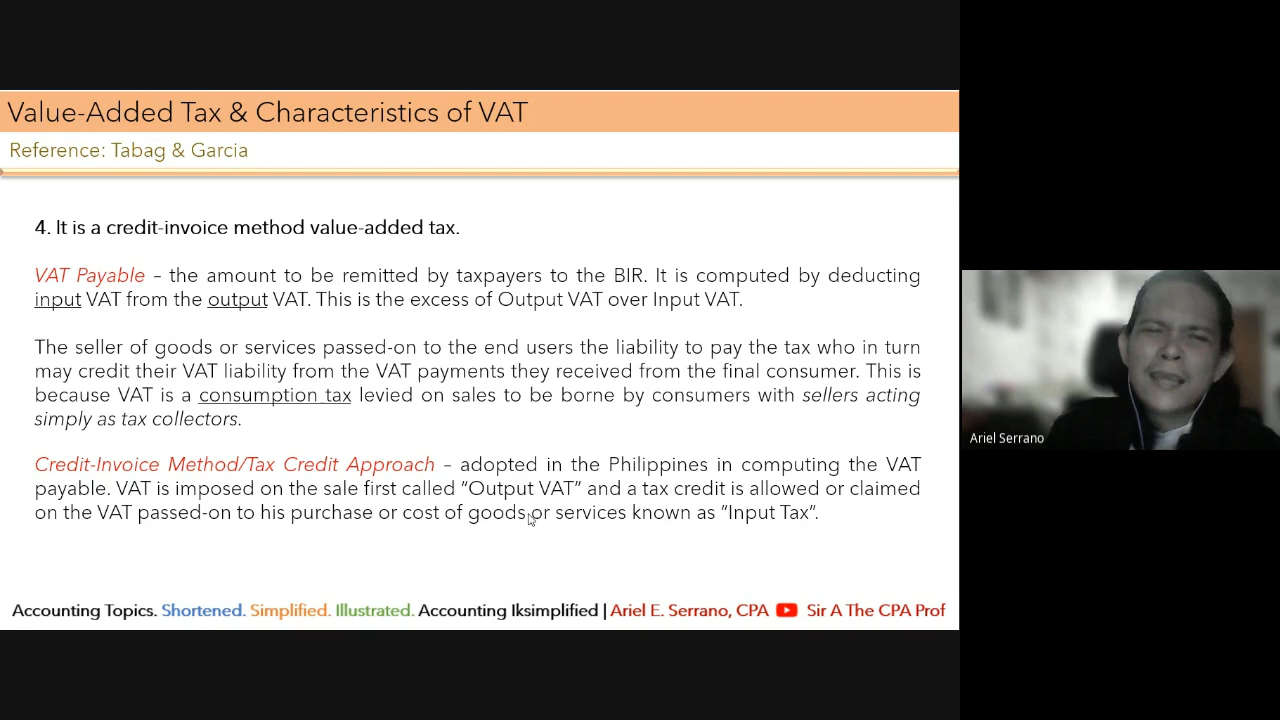 Value-Added Tax & Characteristics of VAT
Reference: Tabag & Garcia
4. It is a credit-invoice method value-added tax.
VAT Payable – the amount to be remitted by taxpayers to the BIR. It is computed by deducting
input VAT from the output VAT. This is the excess of Output VAT over Input VAT.
The seller of goods or services passed-on to the end users the liability to pay the tax who in turn
may credit their VAT liability from the VAT payments they received from the final consumer. This is
because VAT is a consumption tax levied on sales to be borne by consumers with sellers acting
simply as tax collectors.
Credit-Invoice Method/Tax Credit Approach – adopted in the Philippines in computing the VAT
payable. VAT is imposed on the sale first called “Output VAT” and a tax credit is allowed or claimed
on the VAT passed-on to his purchase or cost of goods or services known as “Input Tax”.
Ariel Serrano
Accounting Topics. Shortened. Simplified. Illustrated. Accounting Iksimplified | Ariel E. Serrano, CPA Sir A The CPA Prof